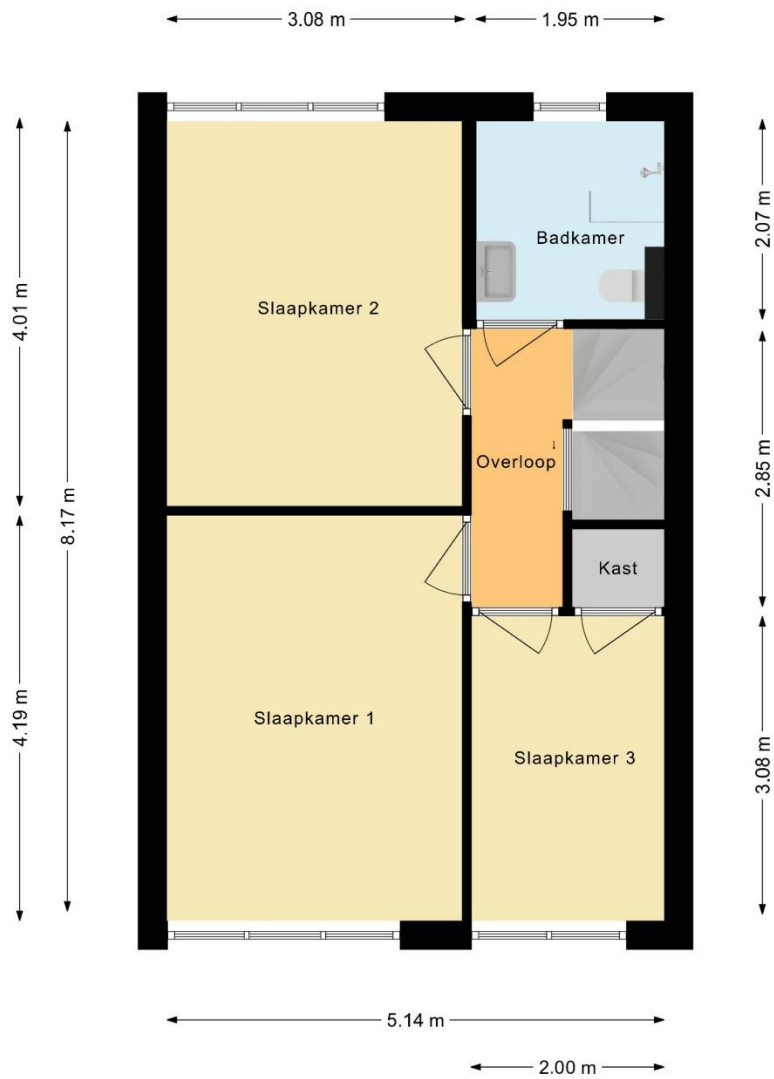 3.08 m
1.95 m
4.01 m
8.17 m
4.19 m
2.07 m
2.85 m
3.08 m
Badkamer
Slaapkamer 2
Overloop
↓
Kast
Slaapkamer 1
Slaapkamer 3
5.14 m
2.00 m